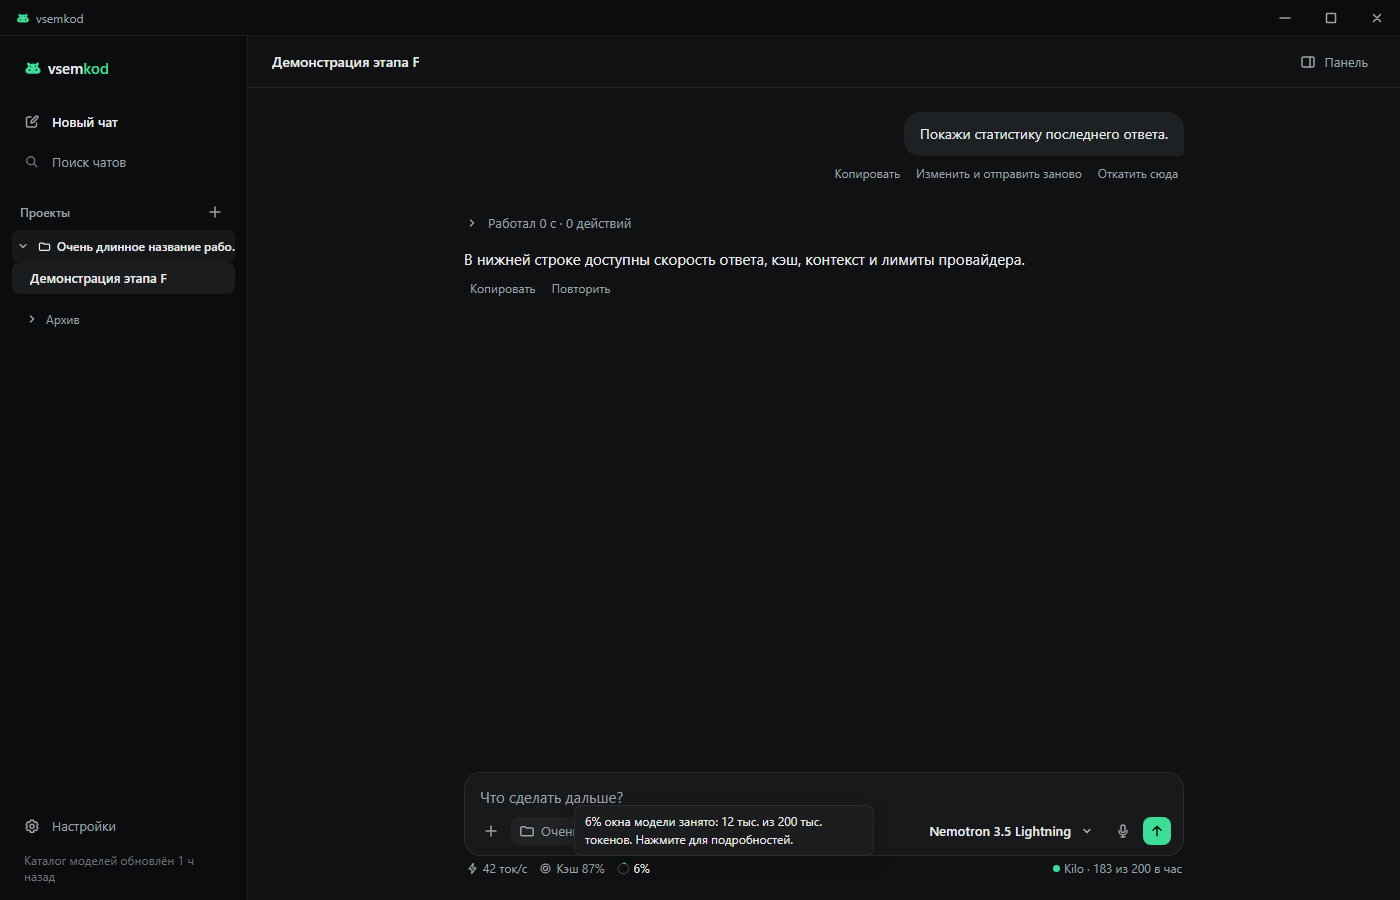 vsemkod
vsemkod
Новый чат
Поиск чатов
Проекты
Очень длинное название рабо.
Демонстрация этапа F
Архив
Настройки
Каталог моделей обновлён 1 ч
назад
Демонстрация этапа F
Панель
Покажи статистику последнего ответа.
Копировать Изменить и отправить заново Откатить сюда
Работал 0 с · 0 действий
В нижней строке доступны скорость ответа, кэш, контекст и лимиты провайдера.
Копировать Повторить
Что сделать дальше?
Очен
6% окна модели занято: 12 тыс. из 200 тыс.
токенов. Нажмите для подробностей.
Nemotron 3.5 Lightning
42 ток/с Кэш 87% 6%
Kilo · 183 из 200 в час